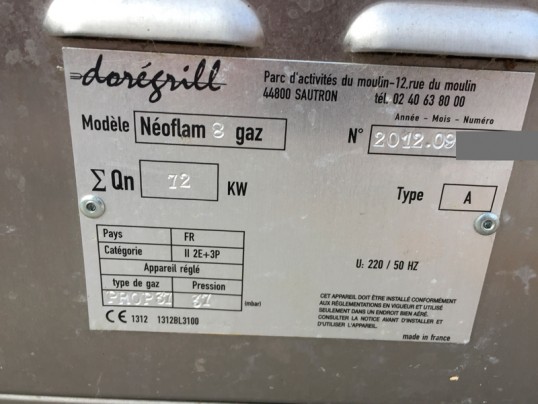 dorégrill
Parc d'activités du moulin-12.rue du moulin
44800 SAUTRON tél. 02 40 63 80 00
Année - Mois - Numéro
Modèle Néoflam 8 gaz N° 2012.09
∑ Qn 72 KW
Type A
Pays FR
Catégorie II 2E+3P
Appareil réglé
type de gaz Pression
PROP31 37 (mbar)
U: 220 / 50 HZ
CE 1312 1312BL3100
CET APPAREIL DOIT ÊTRE INSTALLÉ CONFORMÉMENT
AUX RÉGLEMENTATIONS EN VIGUEUR ET UTILISÉ
SEULEMENT DANS UN ENDROIT BIEN AÉRÉ.
CONSULTER LA NOTICE AVANT D'INSTALLER ET
D'UTILISER L'APPAREIL.
made in france